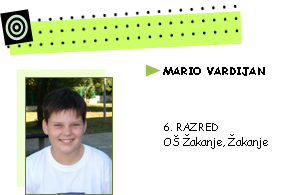 MARIO VARDIJAN
6. RAZRED
OŠ Žakanje, Žakanje